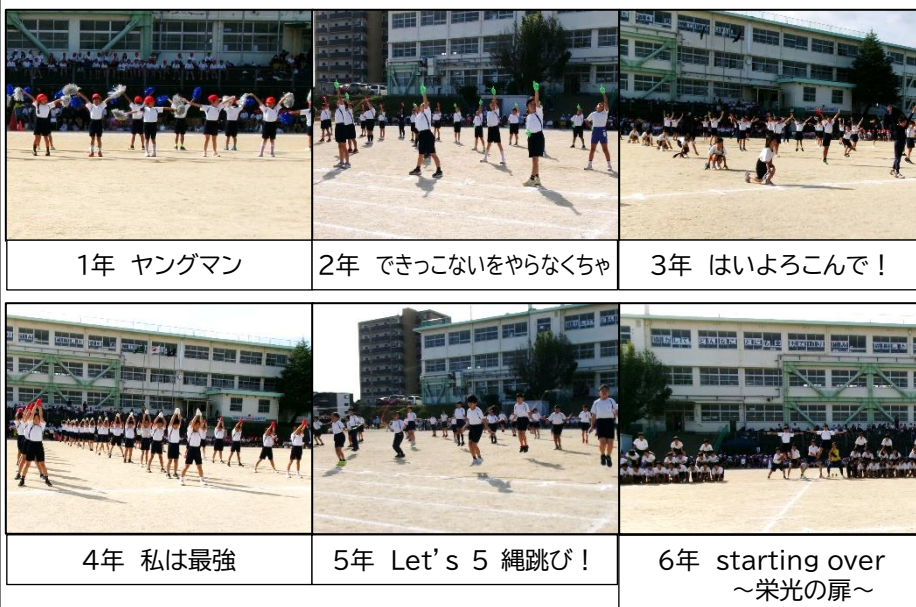 1年 ヤングマン
2年 できっこないをやらなくちゃ
3年 はいよろこんで!
4年 私は最強
5年 Let's 5 縄跳び!
6年 starting over
~栄光の扉~